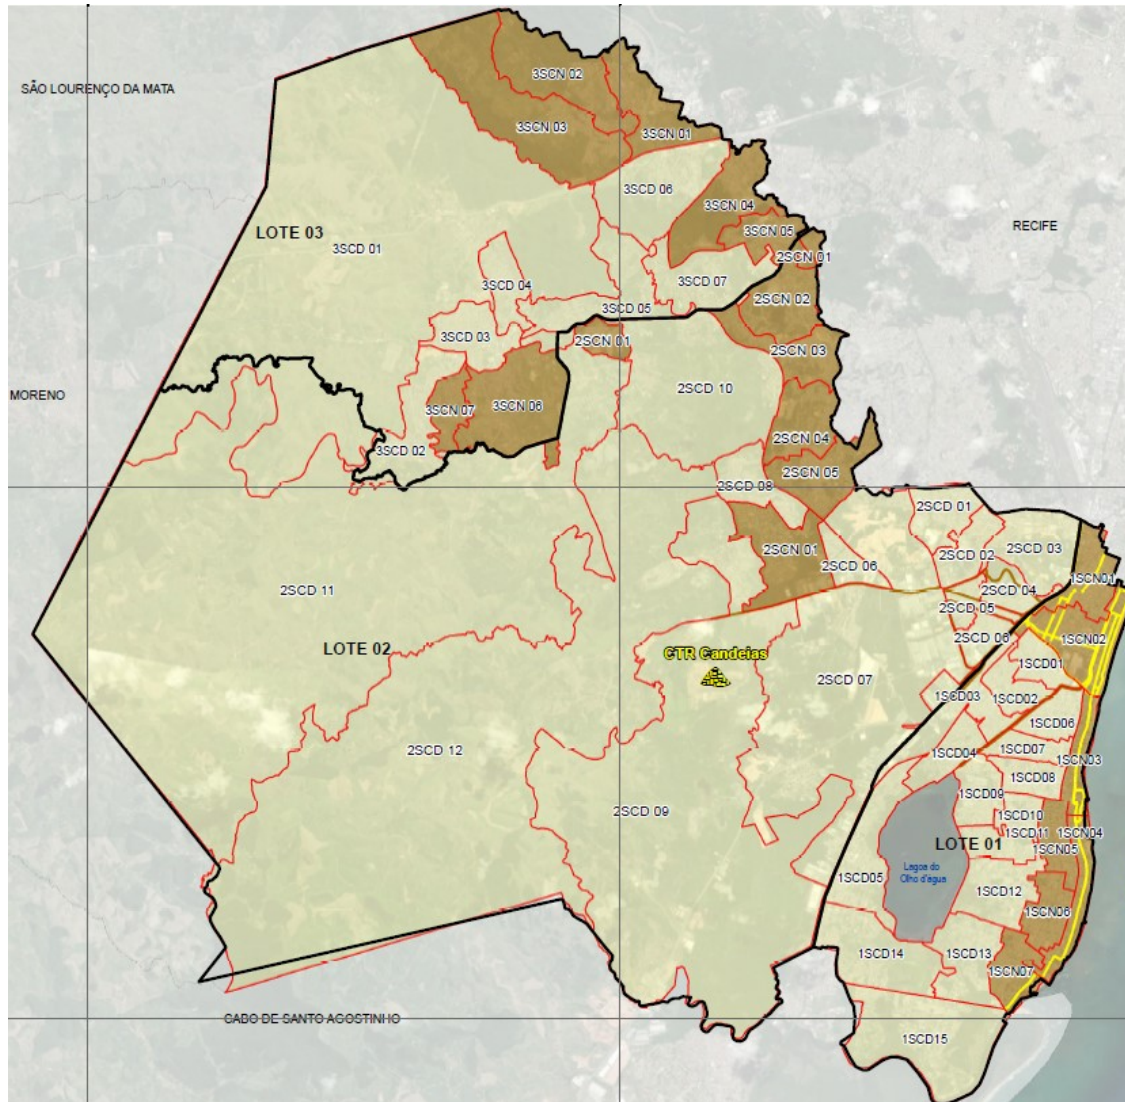 3SCN 02
SÃO LOURENÇO DA MATA
3SCN 03
3SCN 01
3SCD 06
3SCN 04
RECIFE
LOTE 03
3SCN 05
3SCD 01
2SCN 01
3SCD 04
3SCD 07
2SCN 02
3SCD 05
3SCD 03
2SCN 01
2SCN 03
2SCD 10
MORENO
3SCN 07
3SCN 06
2SCN 04
3SCD 02
2SCN 05
2SCD 08
2SCD 01
2SCN 01
2SCD 02
2SCD 03
2SCD 06
1SCN01
2SCD 11
2SCD 04
2SCD 05
2SCD 06
1SCN02
LOTE 02
CTR Candeias
1SCD01
2SCD 07
1SCD03
1SCD02
1SCD06
2SCD 12
1SCD04
1SCD07
1SCN03
1SCD08
1SCD09
2SCD 09
1SCD10
1SCD11
1SCN04
LOTE 01
1SCN05
Lagoa do
Olho d'agua
1SCD05
1SCD12
1SCN06
1SCD14
1SCD13
1SCN07
CABO DE SANTO AGOSTINHO
1SCD15